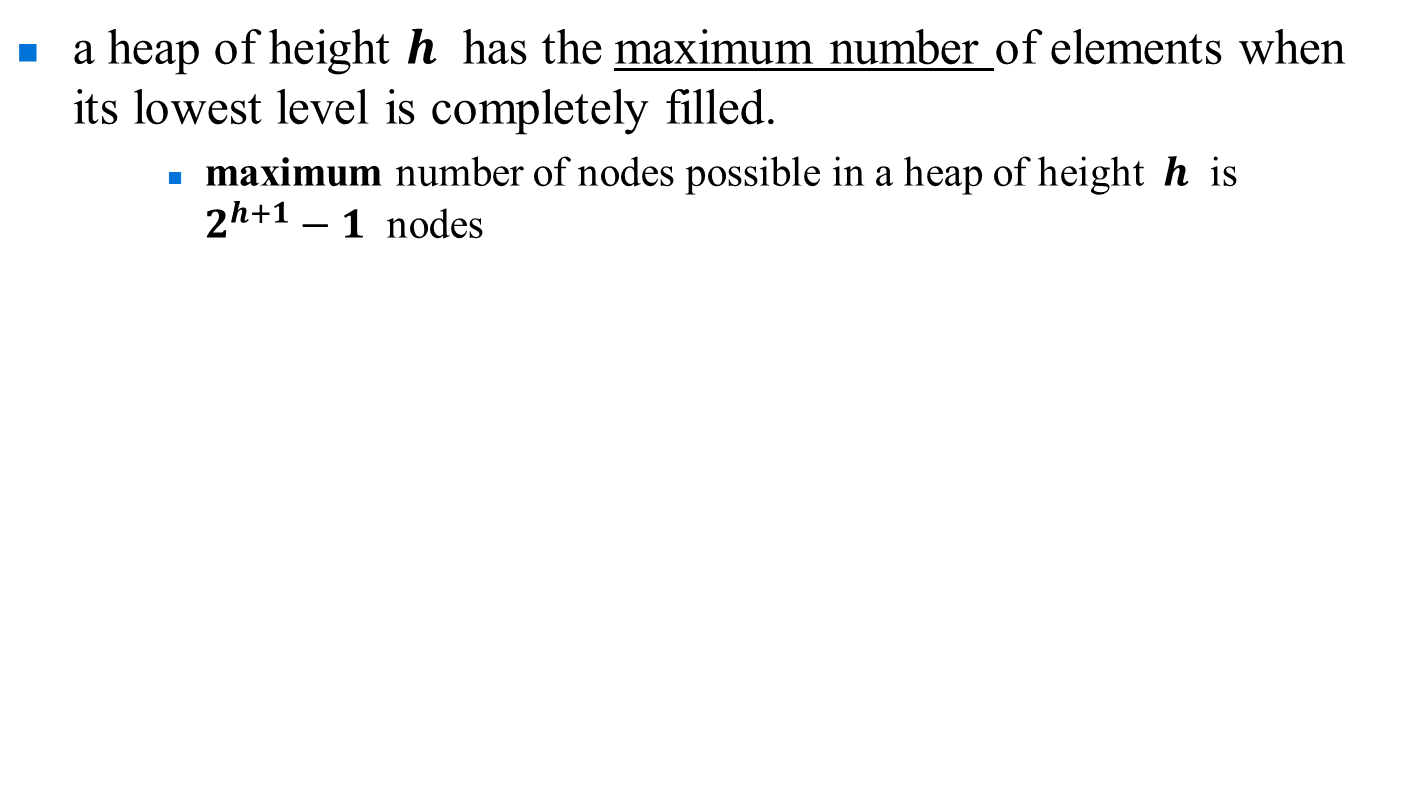 ▪ a heap of height h has the maximum number of elements when
its lowest level is completely filled.
▪ maximum number of nodes possible in a heap of height h is
2^{h+1} − 1 nodes